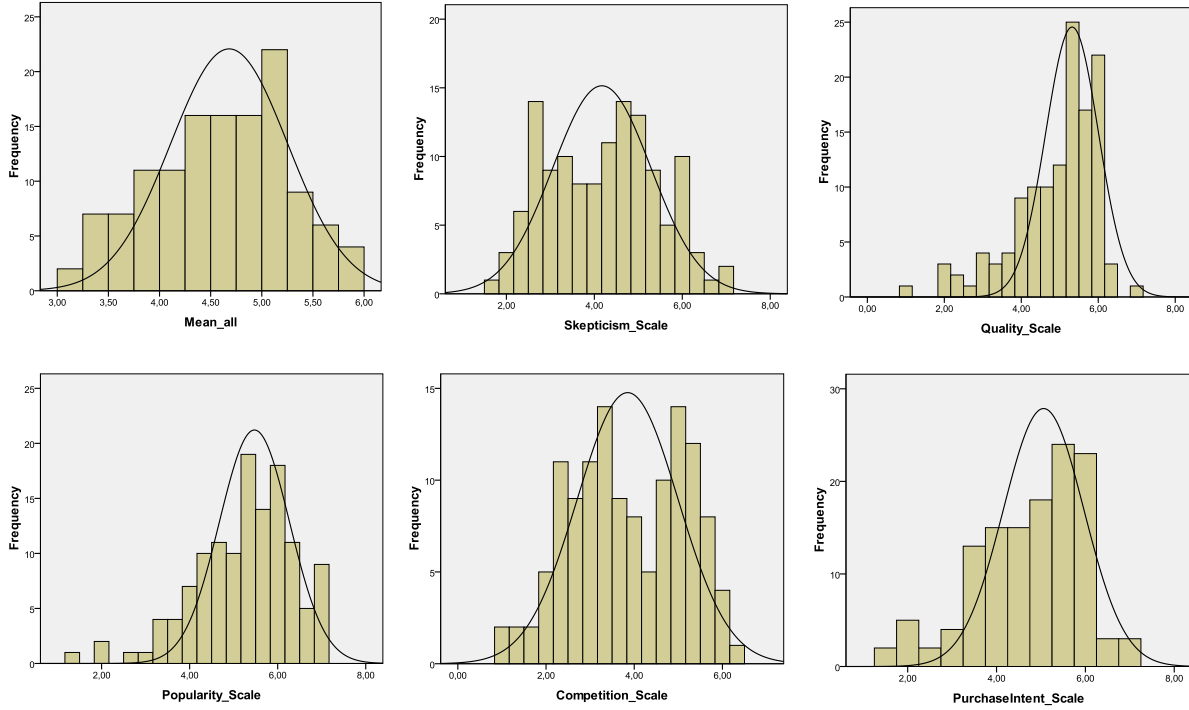 25
20
15
10
5
0
Frequency
3,00 3,50 4,00 4,50 5,00 5,50 6,00
Mean_all
20
15
10
5
0
Frequency
2,00 4,00 6,00 8,00
Skepticism_Scale
25
20
15
10
5
0
Frequency
0,00 2,00 4,00 6,00 8,00
Quality_Scale
25
20
15
10
5
0
Frequency
2,00 4,00 6,00 8,00
Popularity_Scale
15
10
5
0
Frequency
0,00 2,00 4,00 6,00
Competition_Scale
30
20
10
0
Frequency
2,00 4,00 6,00 8,00
PurchaseIntent_Scale